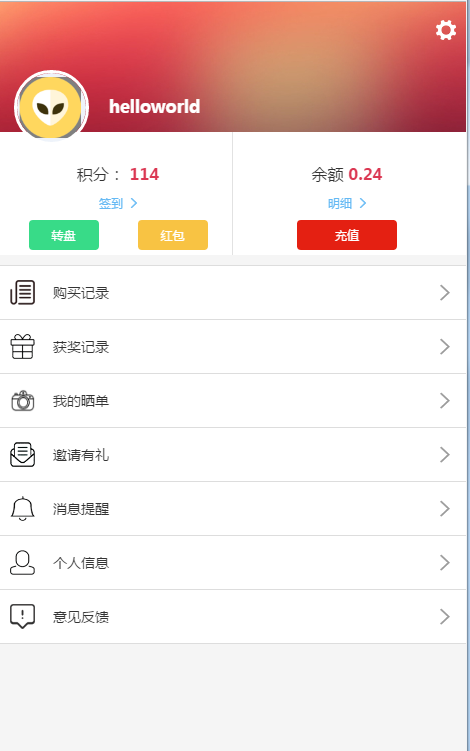 helloworld
积分： 114
余额 0.24
签到
明细
转盘
红包
充值
购买记录
获奖记录
我的晒单
邀请有礼
消息提醒
个人信息
意见反馈